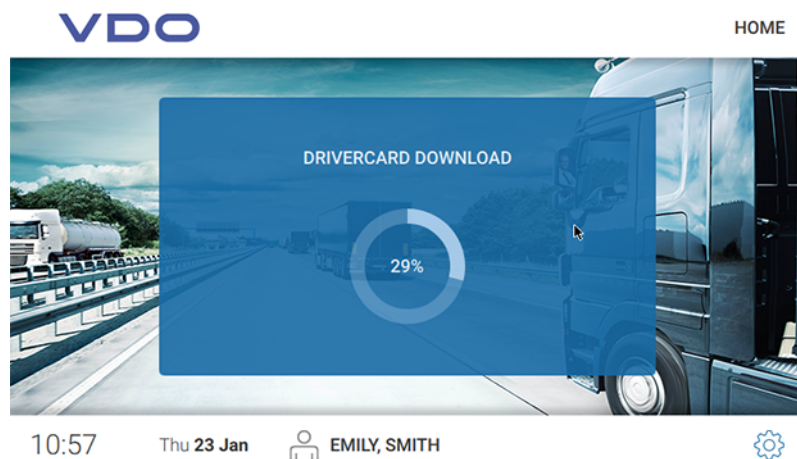 VDO
HOME
DRIVERCARD DOWNLOAD
29%
10:57 Thu 23 Jan EMILY, SMITH